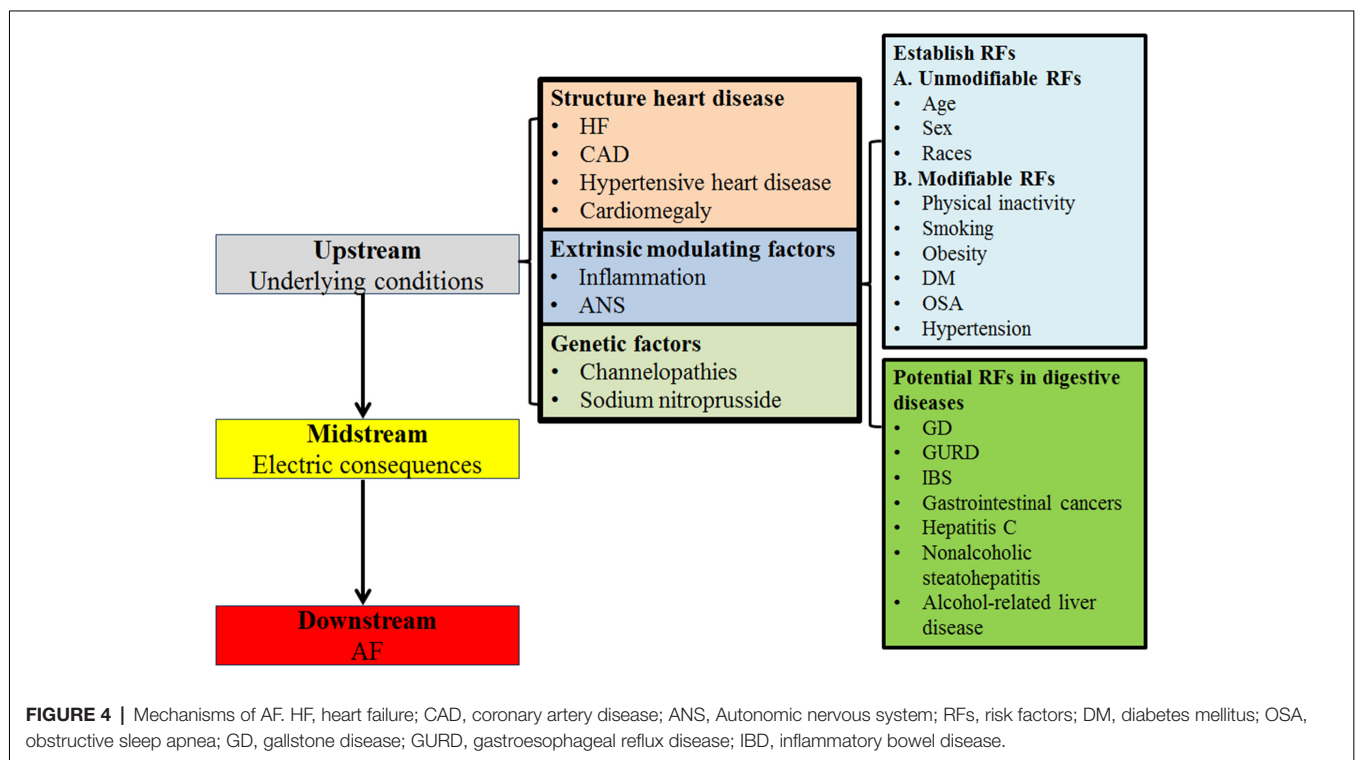 Upstream
Underlying conditions
Midstream
Electric consequences
Downstream
AF
Structure heart disease
• HF
• CAD
• Hypertensive heart disease
• Cardiomegaly
Extrinsic modulating factors
• Inflammation
• ANS
Genetic factors
• Channelopathies
• Sodium nitroprusside
Establish RFs
A. Unmodifiable RFs
• Age
• Sex
• Races
B. Modifiable RFs
• Physical inactivity
• Smoking
• Obesity
• DM
• OSA
• Hypertension
Potential RFs in digestive
diseases
• GD
• GURD
• IBS
• Gastrointestinal cancers
• Hepatitis C
• Nonalcoholic
steatohepatitis
• Alcohol-related liver
disease
FIGURE 4 | Mechanisms of AF. HF, heart failure; CAD, coronary artery disease; ANS, Autonomic nervous system; RFs, risk factors; DM, diabetes mellitus; OSA,
obstructive sleep apnea; GD, gallstone disease; GURD, gastroesophageal reflux disease; IBD, inflammatory bowel disease.